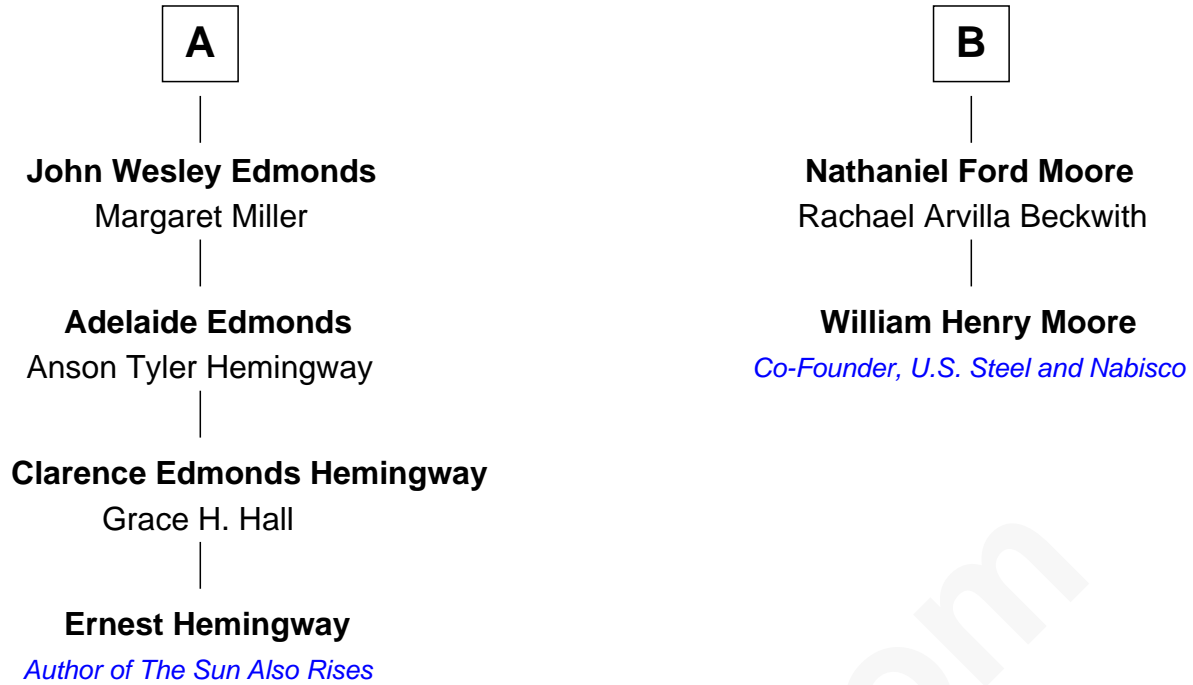 A
John Wesley Edmonds
Margaret Miller
Adelaide Edmonds
Anson Tyler Hemingway
Clarence Edmonds Hemingway
Grace H. Hall
Ernest Hemingway
Author of The Sun Also Rises
B
Nathaniel Ford Moore
Rachael Arvilla Beckwith
William Henry Moore
Co-Founder, U.S. Steel and Nabisco
om